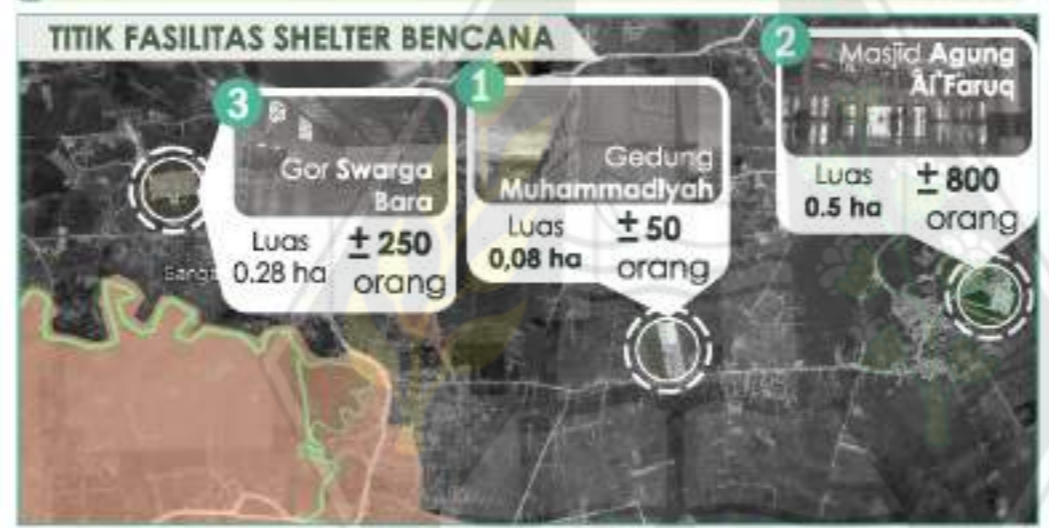 TITIK FASILITAS SHELTER BENCANA
3
Gor Swarga
Bara
Luas
0.28 ha
± 250
orang
1
Gedung
Muhammadiyah
Luas
0,08 ha
± 50
orang
2
Masjid Agung
Al Faruq
Luas
0.5 ha
± 800
orang